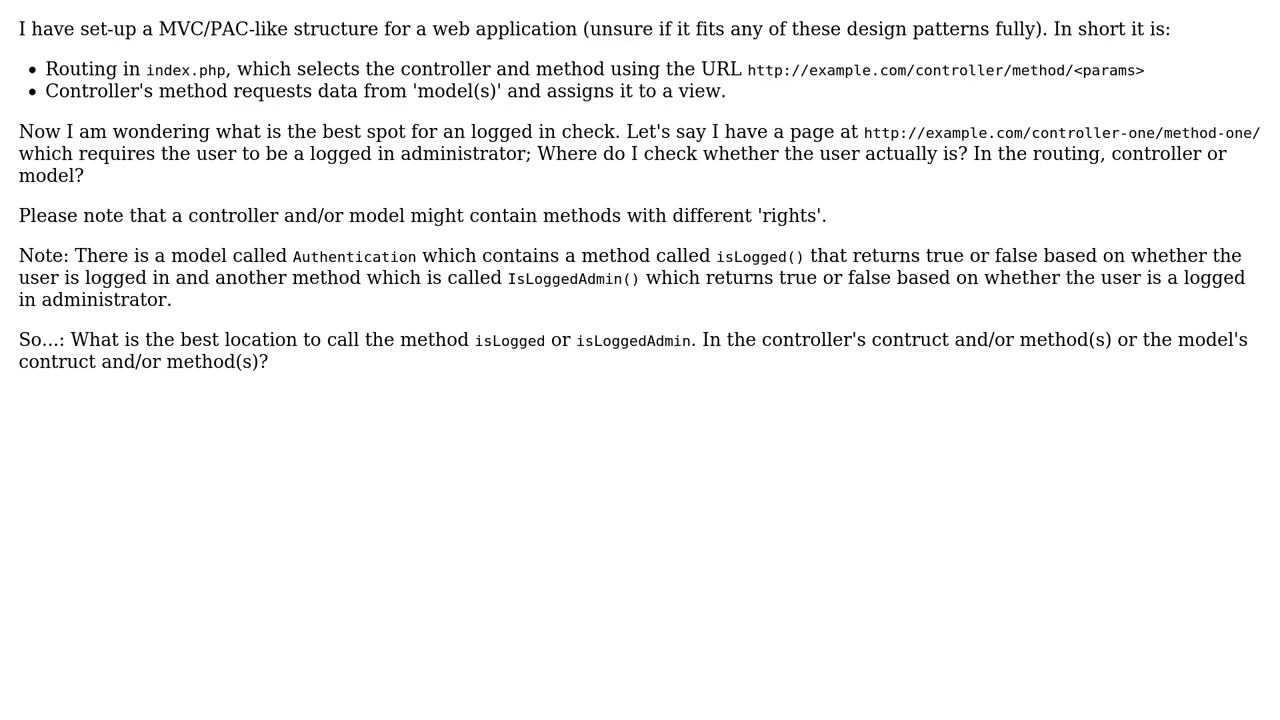 I have set-up a MVC/PAC-like structure for a web application (unsure if it fits any of these design patterns fully). In short it is:
• Routing in index.php, which selects the controller and method using the URL http://example.com/controller/method/<params>
• Controller's method requests data from 'model(s)' and assigns it to a view.
Now I am wondering what is the best spot for an logged in check. Let's say I have a page at http://example.com/controller-one/method-one/
which requires the user to be a logged in administrator; Where do I check whether the user actually is? In the routing, controller or
model?
Please note that a controller and/or model might contain methods with different 'rights'.
Note: There is a model called Authentication which contains a method called isLogged() that returns true or false based on whether the
user is logged in and another method which is called IsLoggedAdmin() which returns true or false based on whether the user is a logged
in administrator.
So...: What is the best location to call the method isLogged or isLoggedAdmin. In the controller's contruct and/or method(s) or the model's
contruct and/or method(s)?